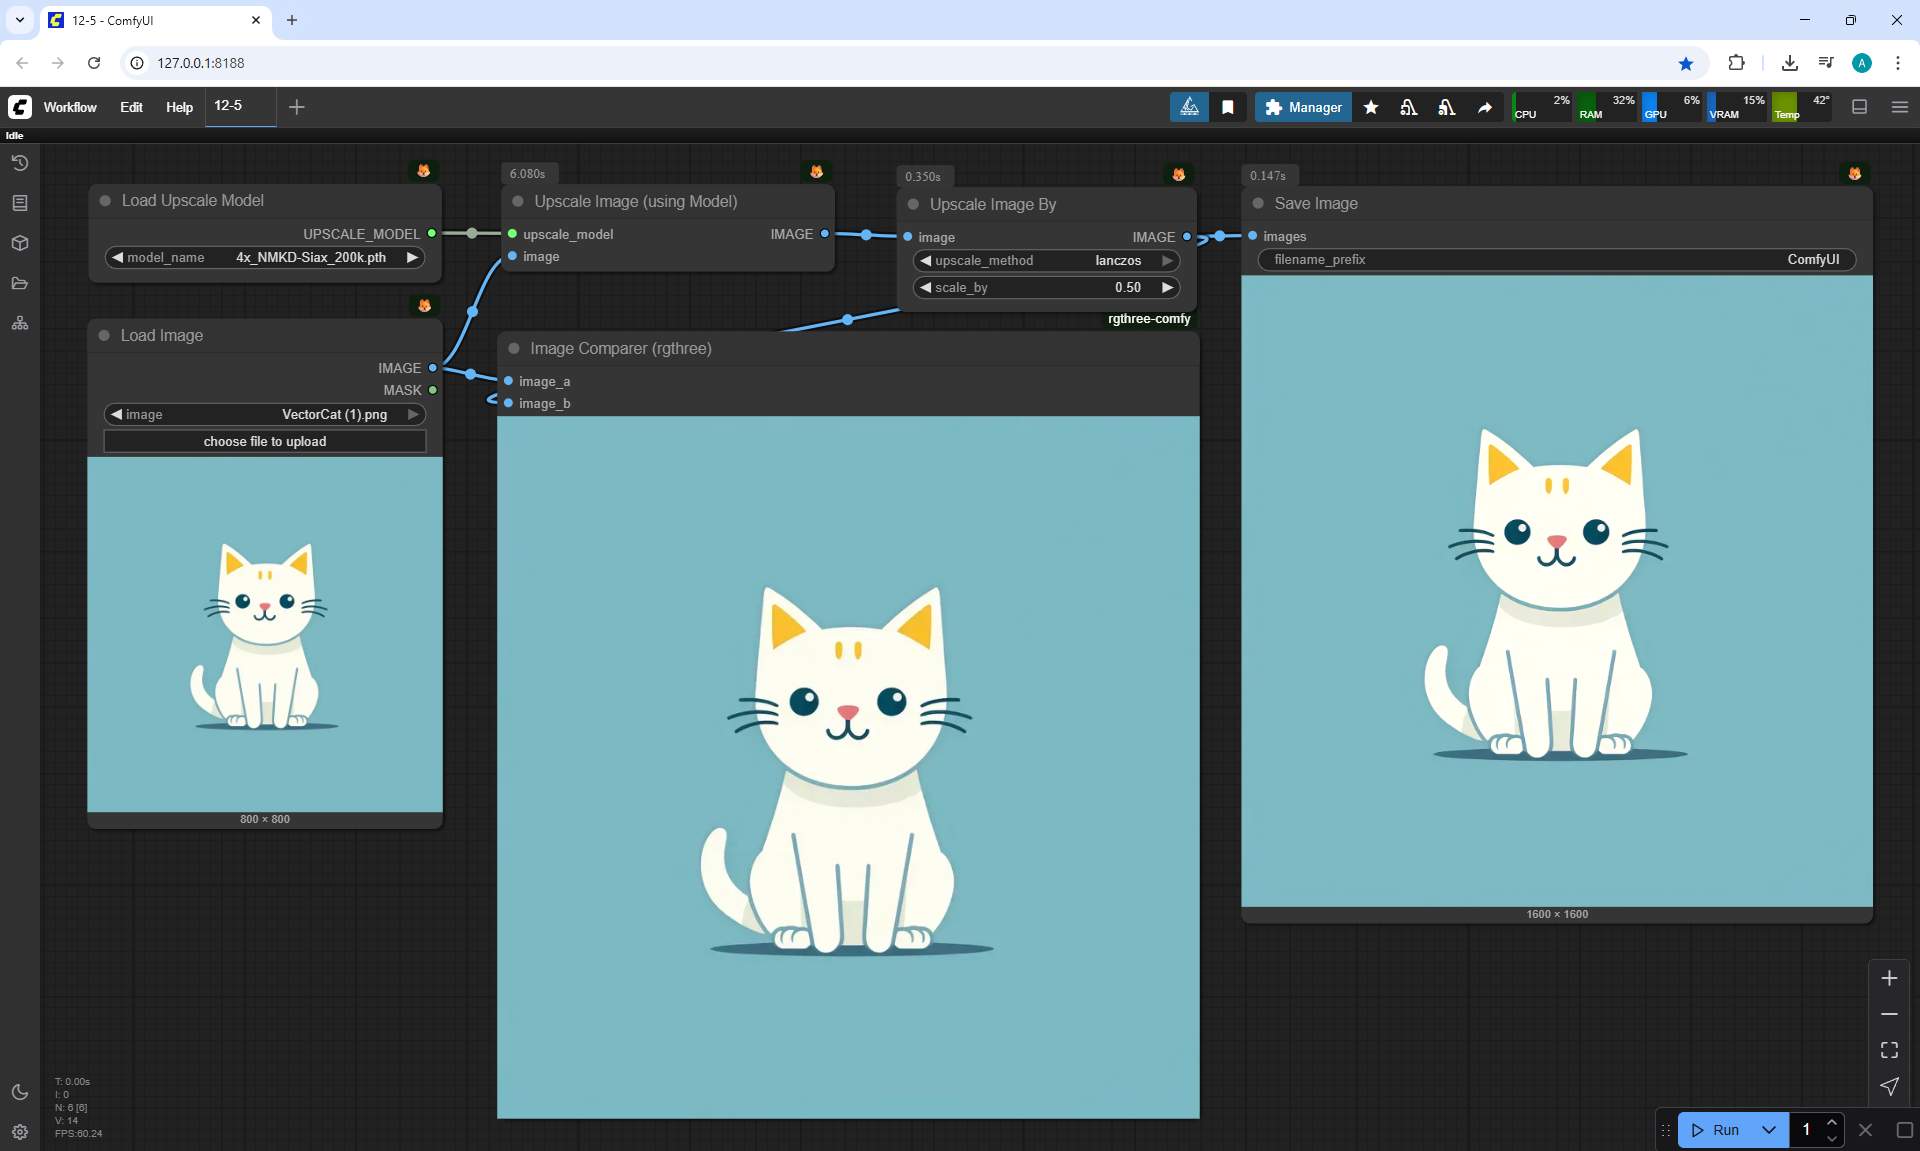 12-5 - ComfyUI
127.0.0.1:8188
Workflow Edit Help 12-5
Manager
CPU 2% RAM 32% GPU 6% VRAM 15% Temp 42°
Idle
Load Upscale Model
UPSCALE_MODEL
model_name 4x_NMKD-Siax_200k.pth
6.080s
Upscale Image (using Model)
upscale_model IMAGE
image
0.350s
Upscale Image By
image IMAGE
upscale_method lanczos
scale_by 0.50
0.147s
Save Image
images
filename_prefix ComfyUI
1600 × 1600
Load Image
IMAGE
MASK
image VectorCat (1).png
choose file to upload
800 × 800
rgthree-comfy
Image Comparer (rgthree)
image_a
image_b
T: 0.00s
I: 0
N: 6 [6]
V: 14
FPS:60.24
Run 1
A